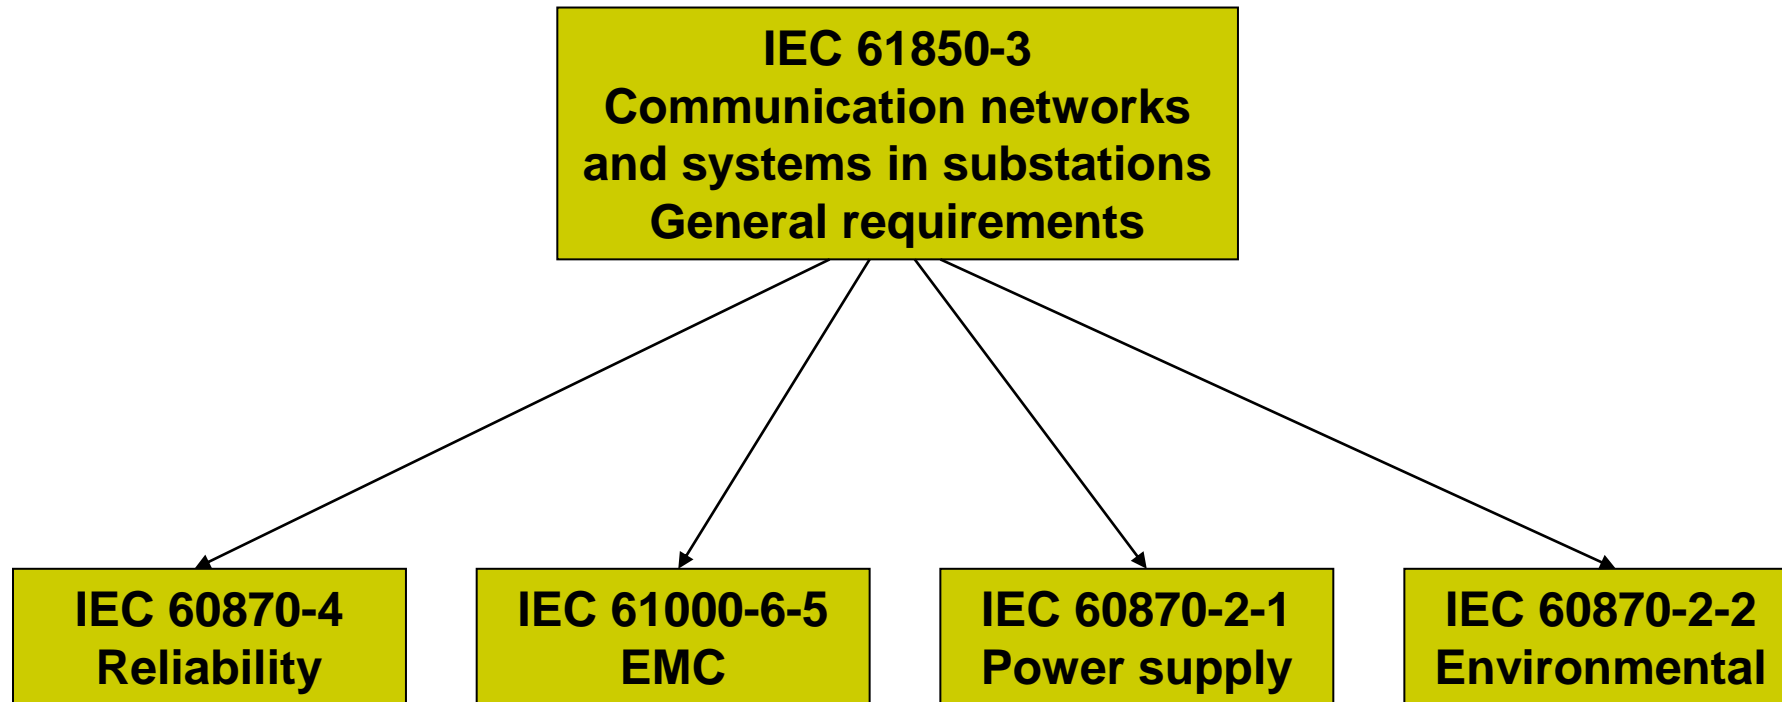 IEC 61850-3
Communication networks
and systems in substations
General requirements
IEC 60870-4
Reliability
IEC 61000-6-5
EMC
IEC 60870-2-1
Power supply
IEC 60870-2-2
Environmental